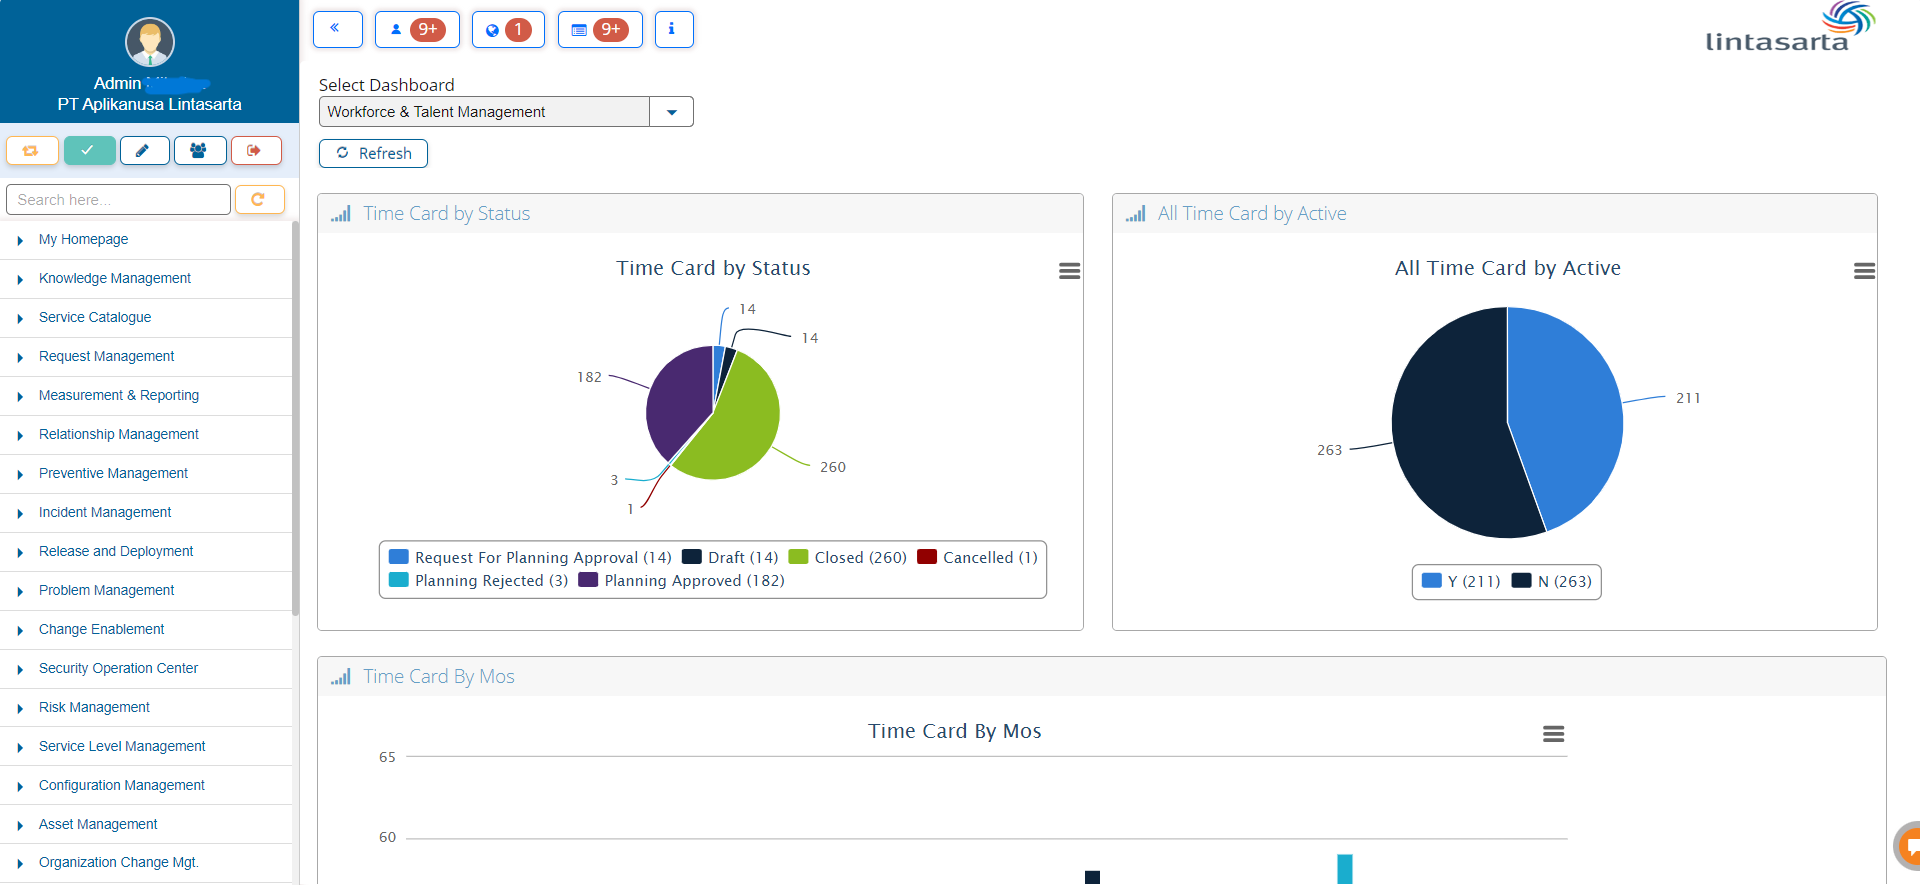 Admin
PT Aplikanusa Lintasarta
Search here...
My Homepage
Knowledge Management
Service Catalogue
Request Management
Measurement & Reporting
Relationship Management
Preventive Management
Incident Management
Release and Deployment
Problem Management
Change Enablement
Security Operation Center
Risk Management
Service Level Management
Configuration Management
Asset Management
Organization Change Mgt.
9+
1
9+
i
lintasarta
Select Dashboard
Workforce & Talent Management
Refresh
Time Card by Status
Time Card by Status
14
14
182
260
3
1
Request For Planning Approval (14) Draft (14) Closed (260) Cancelled (1)
Planning Rejected (3) Planning Approved (182)
All Time Card by Active
All Time Card by Active
211
263
Y (211) N (263)
Time Card By Mos
Time Card By Mos
65
60